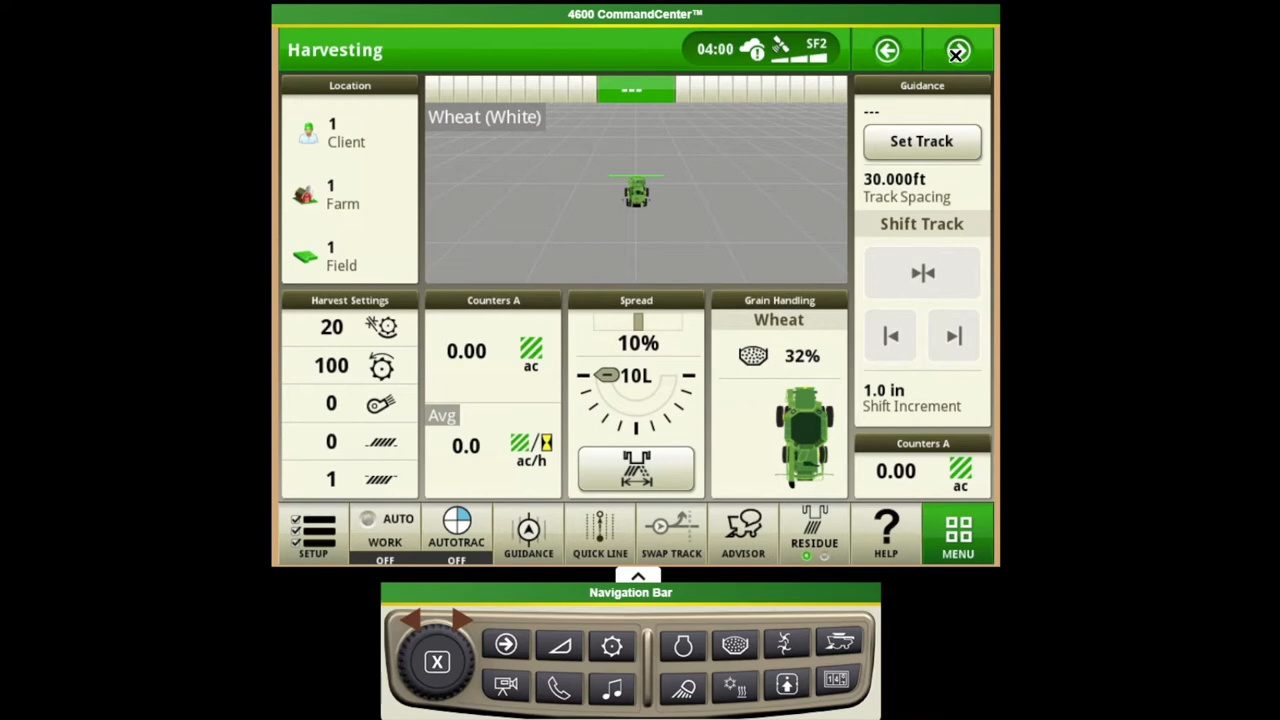 4600 CommandCenter™
Harvesting
04:00
SF2
Location
1
Client
1
Farm
1
Field
---
Wheat (White)
Guidance
---
Set Track
30.000ft
Track Spacing
Shift Track
1.0 in
Shift Increment
Harvest Settings
20
100
0
0
1
Counters A
0.00
ac
Avg
0.0
ac/h
Spread
10%
10L
Grain Handling
Wheat
32%
Counters A
0.00
ac
SETUP
AUTO
WORK
OFF
AUTOTRAC
OFF
GUIDANCE
QUICK LINE
SWAP TRACK
ADVISOR
RESIDUE
HELP
MENU
Navigation Bar
X